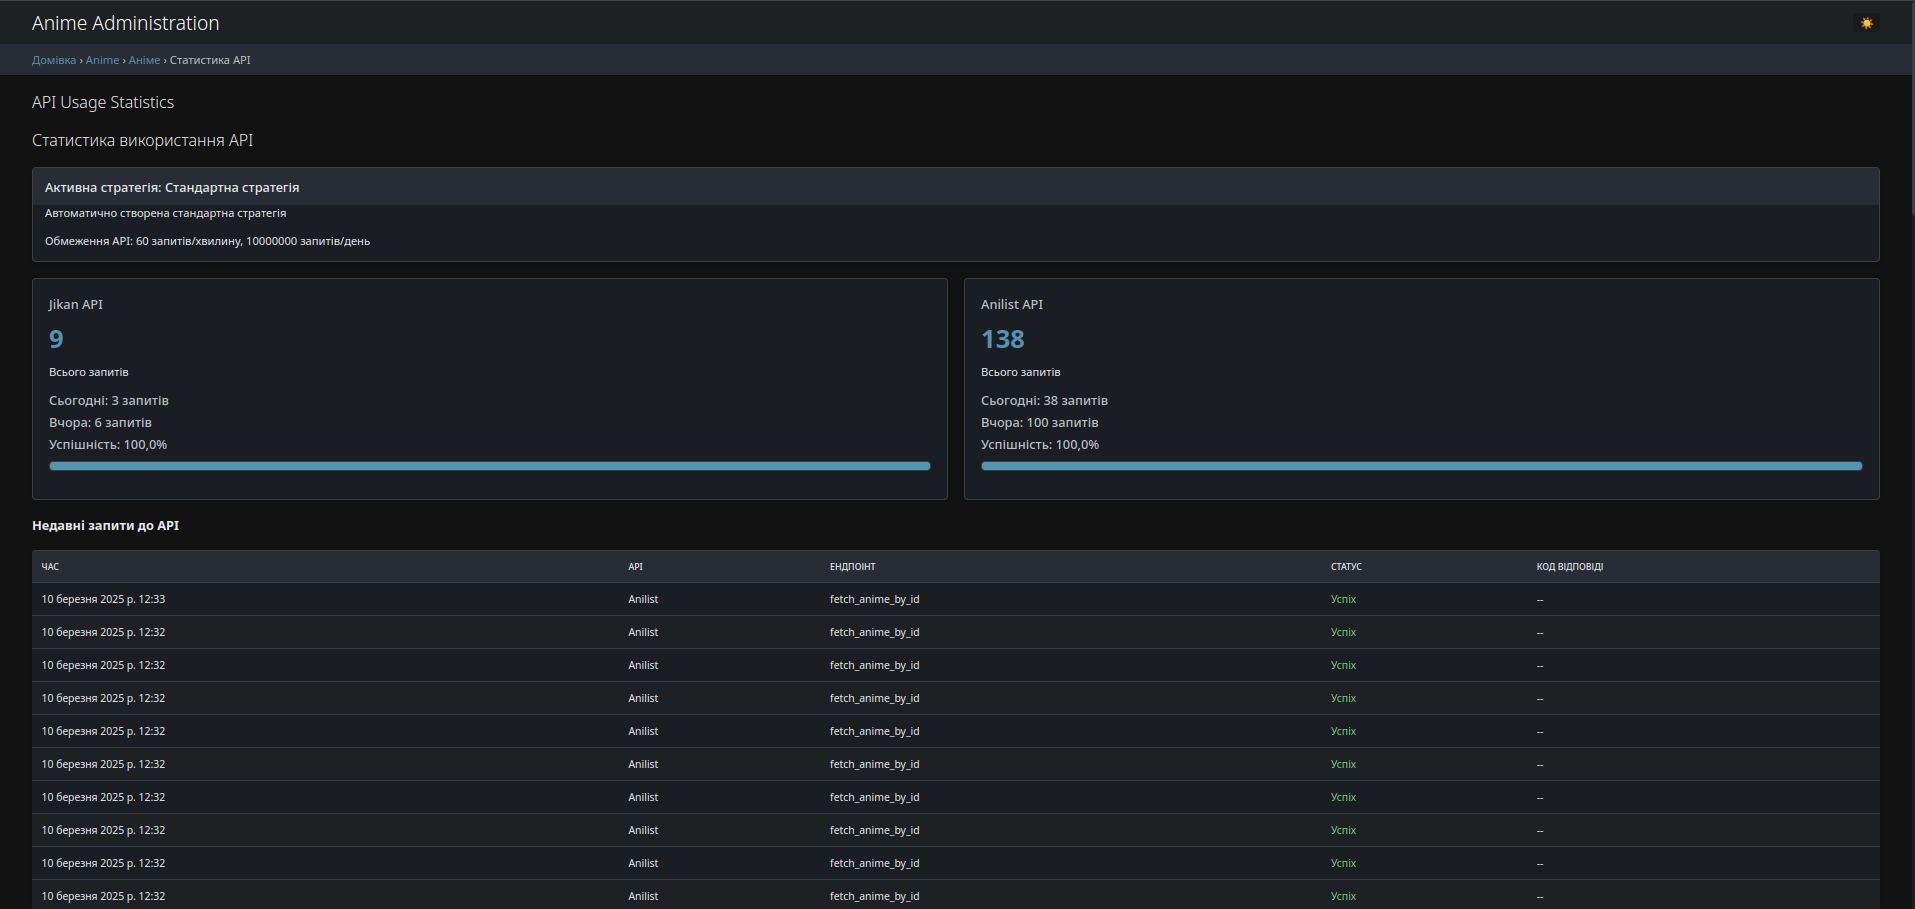 Anime Administration
Домівка › Anime › Аніме › Статистика API
API Usage Statistics
Статистика використання API
Активна стратегія: Стандартна стратегія
Автоматично створена стандартна стратегія
Обмеження API: 60 запитів/хвилину, 10000000 запитів/день
Jikan API
9
Всього запитів
Сьогодні: 3 запитів
Вчора: 6 запитів
Успішність: 100,0%
Anilist API
138
Всього запитів
Сьогодні: 38 запитів
Вчора: 100 запитів
Успішність: 100,0%
Недавні запити до API
ЧАС API ЕНДПОІНТ СТАТУС КОД ВІДПОВІДІ
10 березня 2025 р. 12:33 Anilist fetch_anime_by_id Успіх --
10 березня 2025 р. 12:32 Anilist fetch_anime_by_id Успіх --
10 березня 2025 р. 12:32 Anilist fetch_anime_by_id Успіх --
10 березня 2025 р. 12:32 Anilist fetch_anime_by_id Успіх --
10 березня 2025 р. 12:32 Anilist fetch_anime_by_id Успіх --
10 березня 2025 р. 12:32 Anilist fetch_anime_by_id Успіх --
10 березня 2025 р. 12:32 Anilist fetch_anime_by_id Успіх --
10 березня 2025 р. 12:32 Anilist fetch_anime_by_id Успіх --
10 березня 2025 р. 12:32 Anilist fetch_anime_by_id Успіх --
10 березня 2025 р. 12:32 Anilist fetch_anime_by_id Успіх --